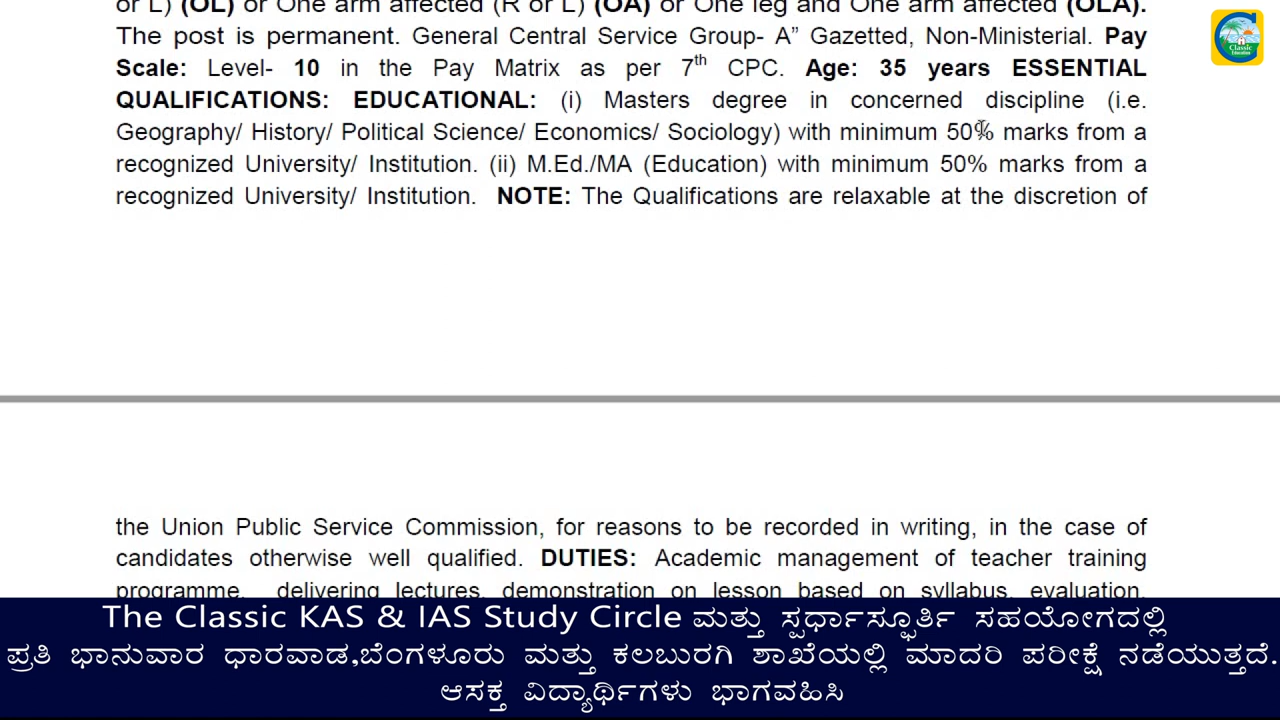 or L) (OL) or One arm affected (R or L) (OA) or One leg and One arm affected (OLA).
The post is permanent. General Central Service Group- A” Gazetted, Non-Ministerial. Pay
Scale: Level- 10 in the Pay Matrix as per 7th CPC. Age: 35 years ESSENTIAL
QUALIFICATIONS: EDUCATIONAL: (i) Masters degree in concerned discipline (i.e.
Geography/ History/ Political Science/ Economics/ Sociology) with minimum 50% marks from a
recognized University/ Institution. (ii) M.Ed./MA (Education) with minimum 50% marks from a
recognized University/ Institution. NOTE: The Qualifications are relaxable at the discretion of
the Union Public Service Commission, for reasons to be recorded in writing, in the case of
candidates otherwise well qualified. DUTIES: Academic management of teacher training
programme, delivering lectures, demonstration on lesson based on syllabus, evaluation,
The Classic KAS & IAS Study Circle ಮತ್ತು ಸ್ಪರ್ಧಾಸ್ಫೂರ್ತಿ ಸಹಯೋಗದಲ್ಲಿ
ಪ್ರತಿ ಭಾನುವಾರ ಧಾರವಾಡ,ಬೆಂಗಳೂರು ಮತ್ತು ಕಲಬುರಗಿ ಶಾಖೆಯಲ್ಲಿ ಮಾದರಿ ಪರೀಕ್ಷೆ ನಡೆಯುತ್ತದೆ.
ಆಸಕ್ತ ವಿದ್ಯಾರ್ಥಿಗಳು ಭಾಗವಹಿಸಿ
Classic
Education